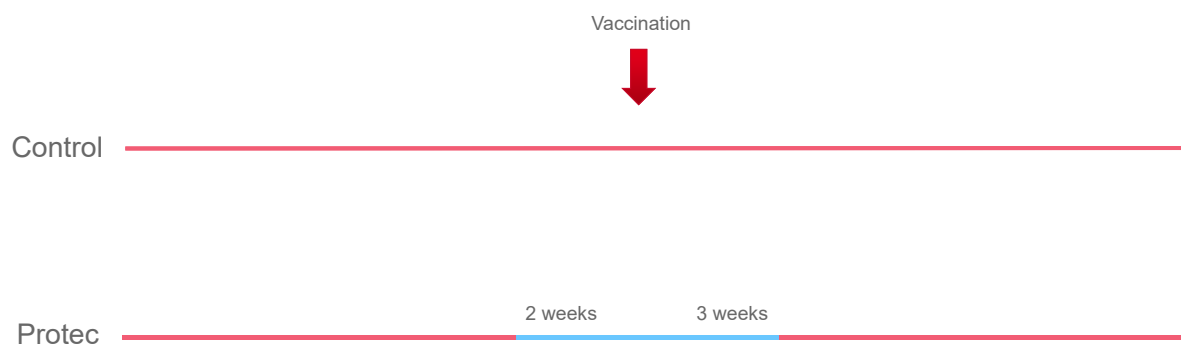 Vaccination
Control
2 weeks
3 weeks
Protec